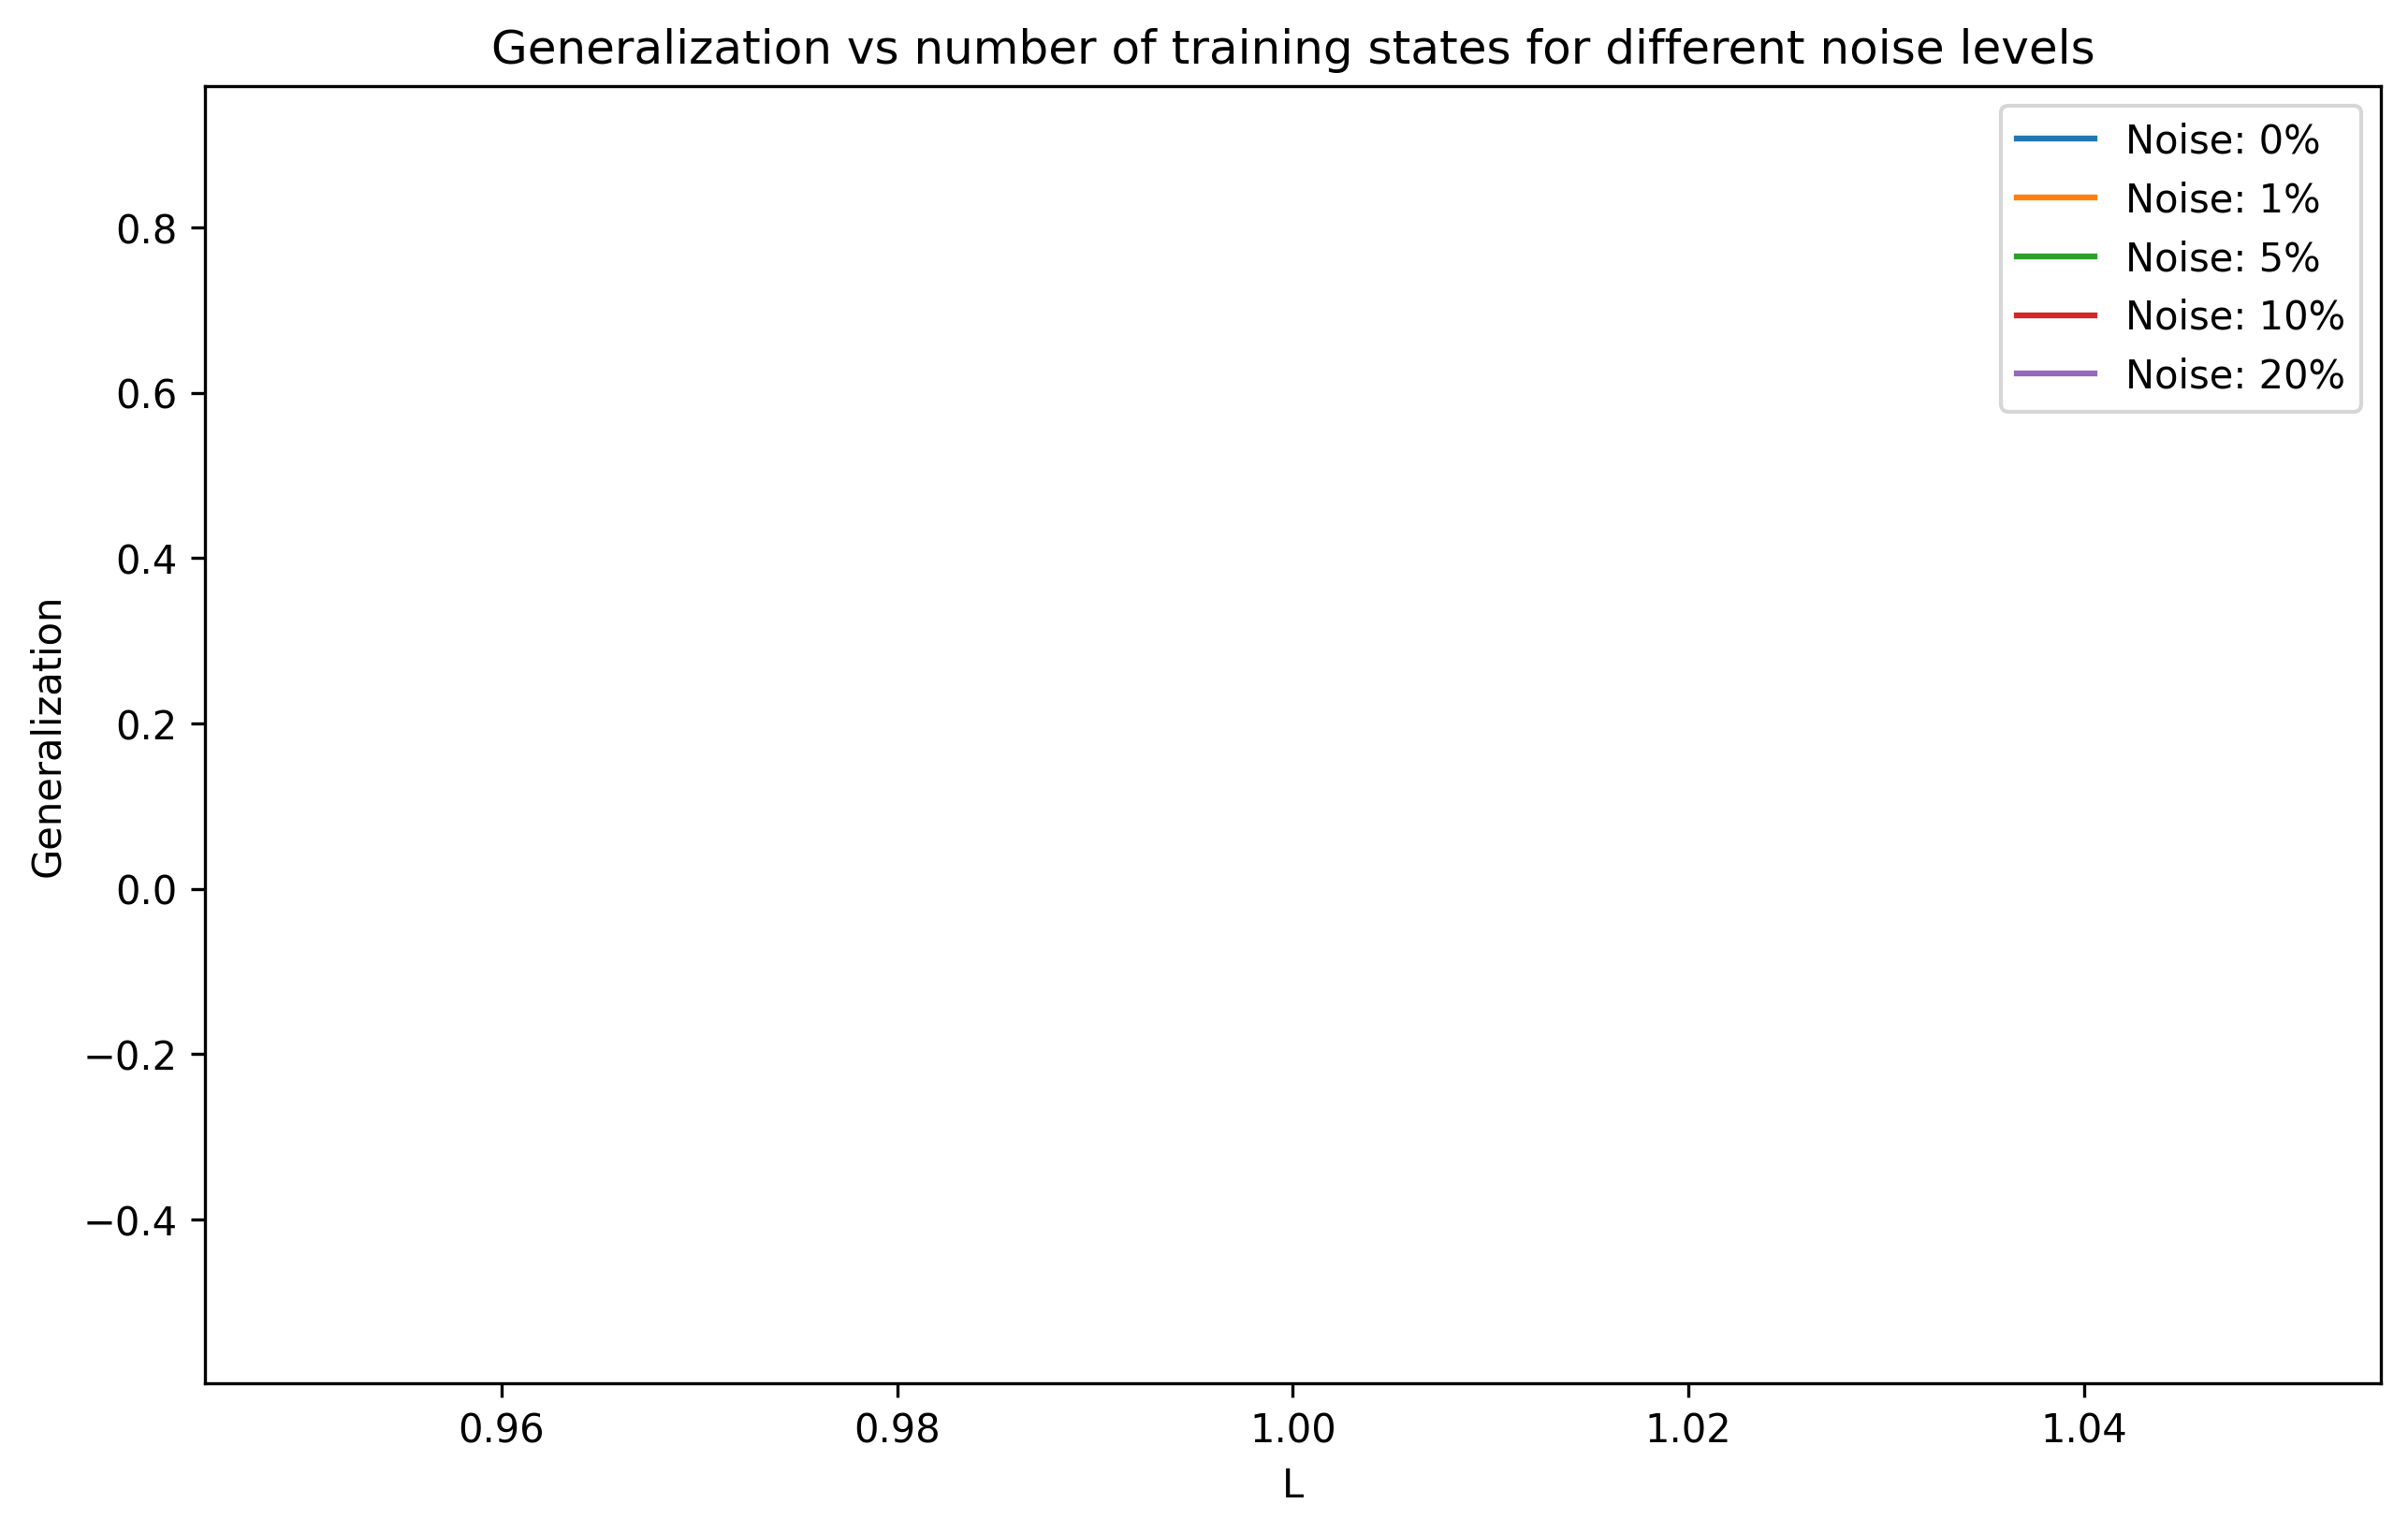 Generalization vs number of training states for different noise levels
Noise: 0%
Noise: 1%
Noise: 5%
Noise: 10%
Noise: 20%
Generalization
0.8
0.6
0.4
0.2
0.0
−0.2
−0.4
0.96 0.98 1.00 1.02 1.04
L